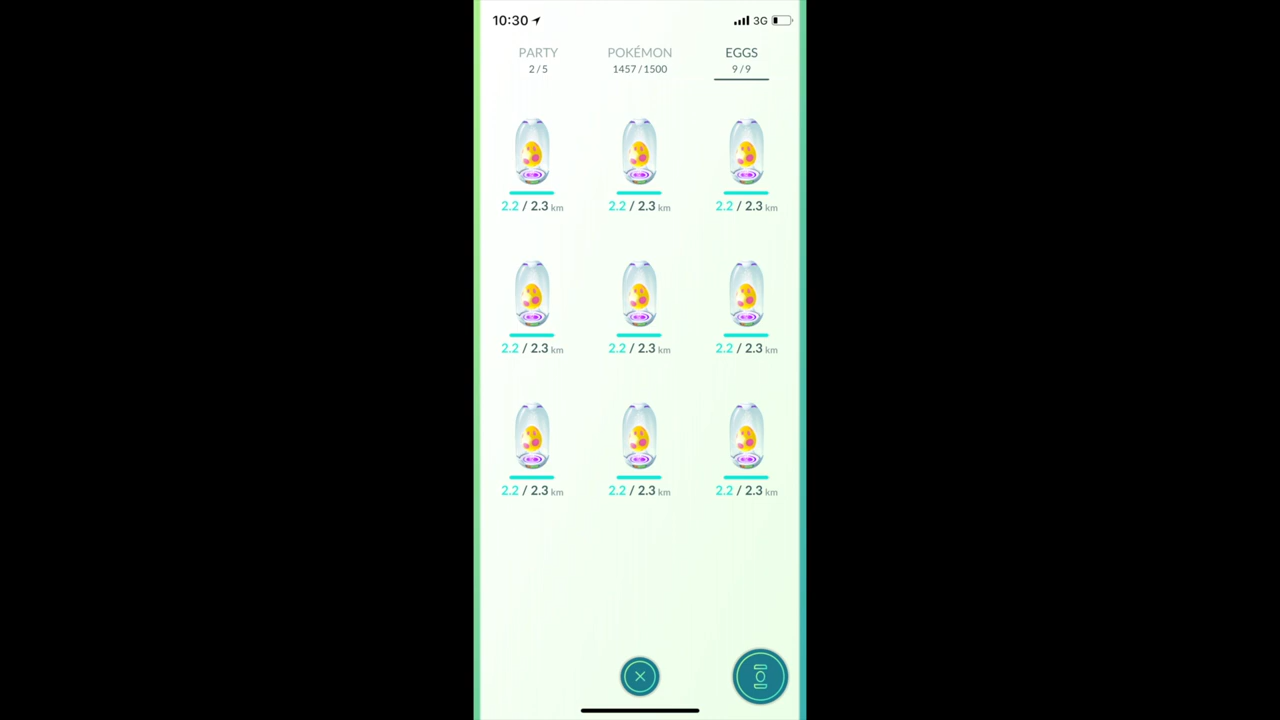 10:30 3G
PARTY POKÉMON EGGS
2 / 5 1457 / 1500 9 / 9
2.2 / 2.3 km 2.2 / 2.3 km 2.2 / 2.3 km
2.2 / 2.3 km 2.2 / 2.3 km 2.2 / 2.3 km
2.2 / 2.3 km 2.2 / 2.3 km 2.2 / 2.3 km